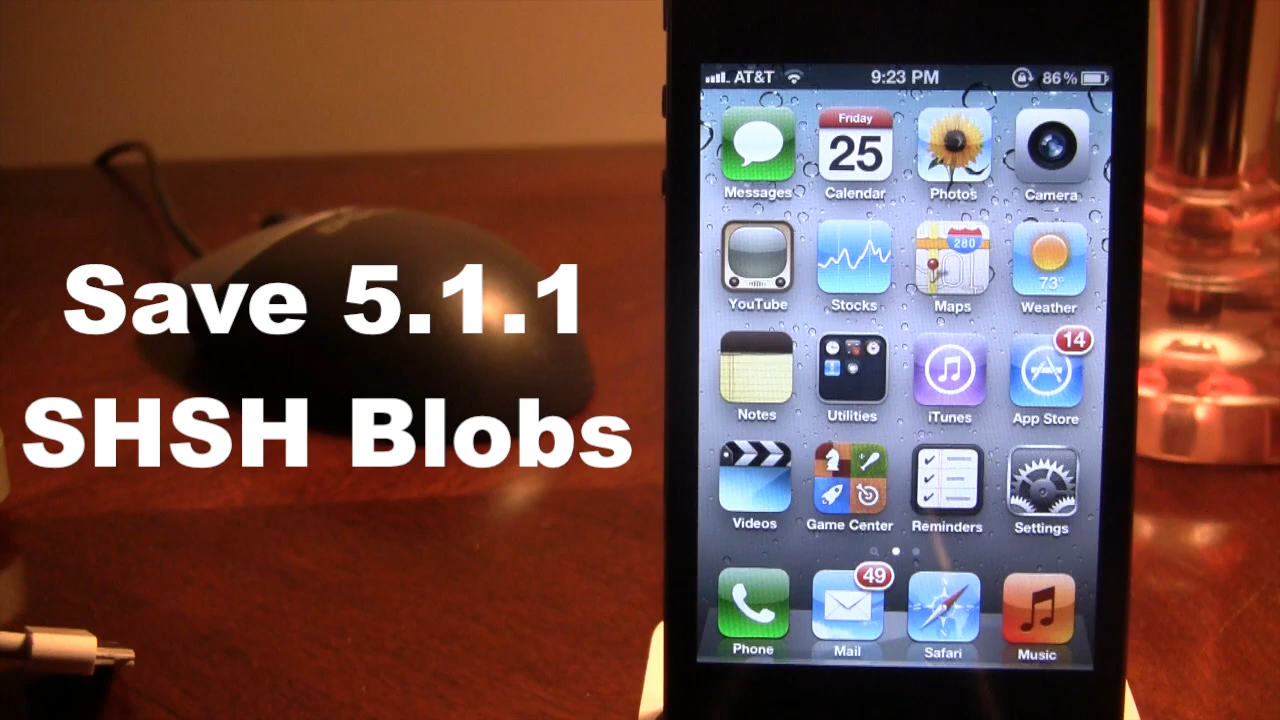 Save 5.1.1
SHSH Blobs
AT&T 9:23 PM 86%
Friday
25
Messages Calendar Photos Camera
280
73°
YouTube Stocks Maps Weather
14
Notes Utilities iTunes App Store
Videos Game Center Reminders Settings
49
Phone Mail Safari Music